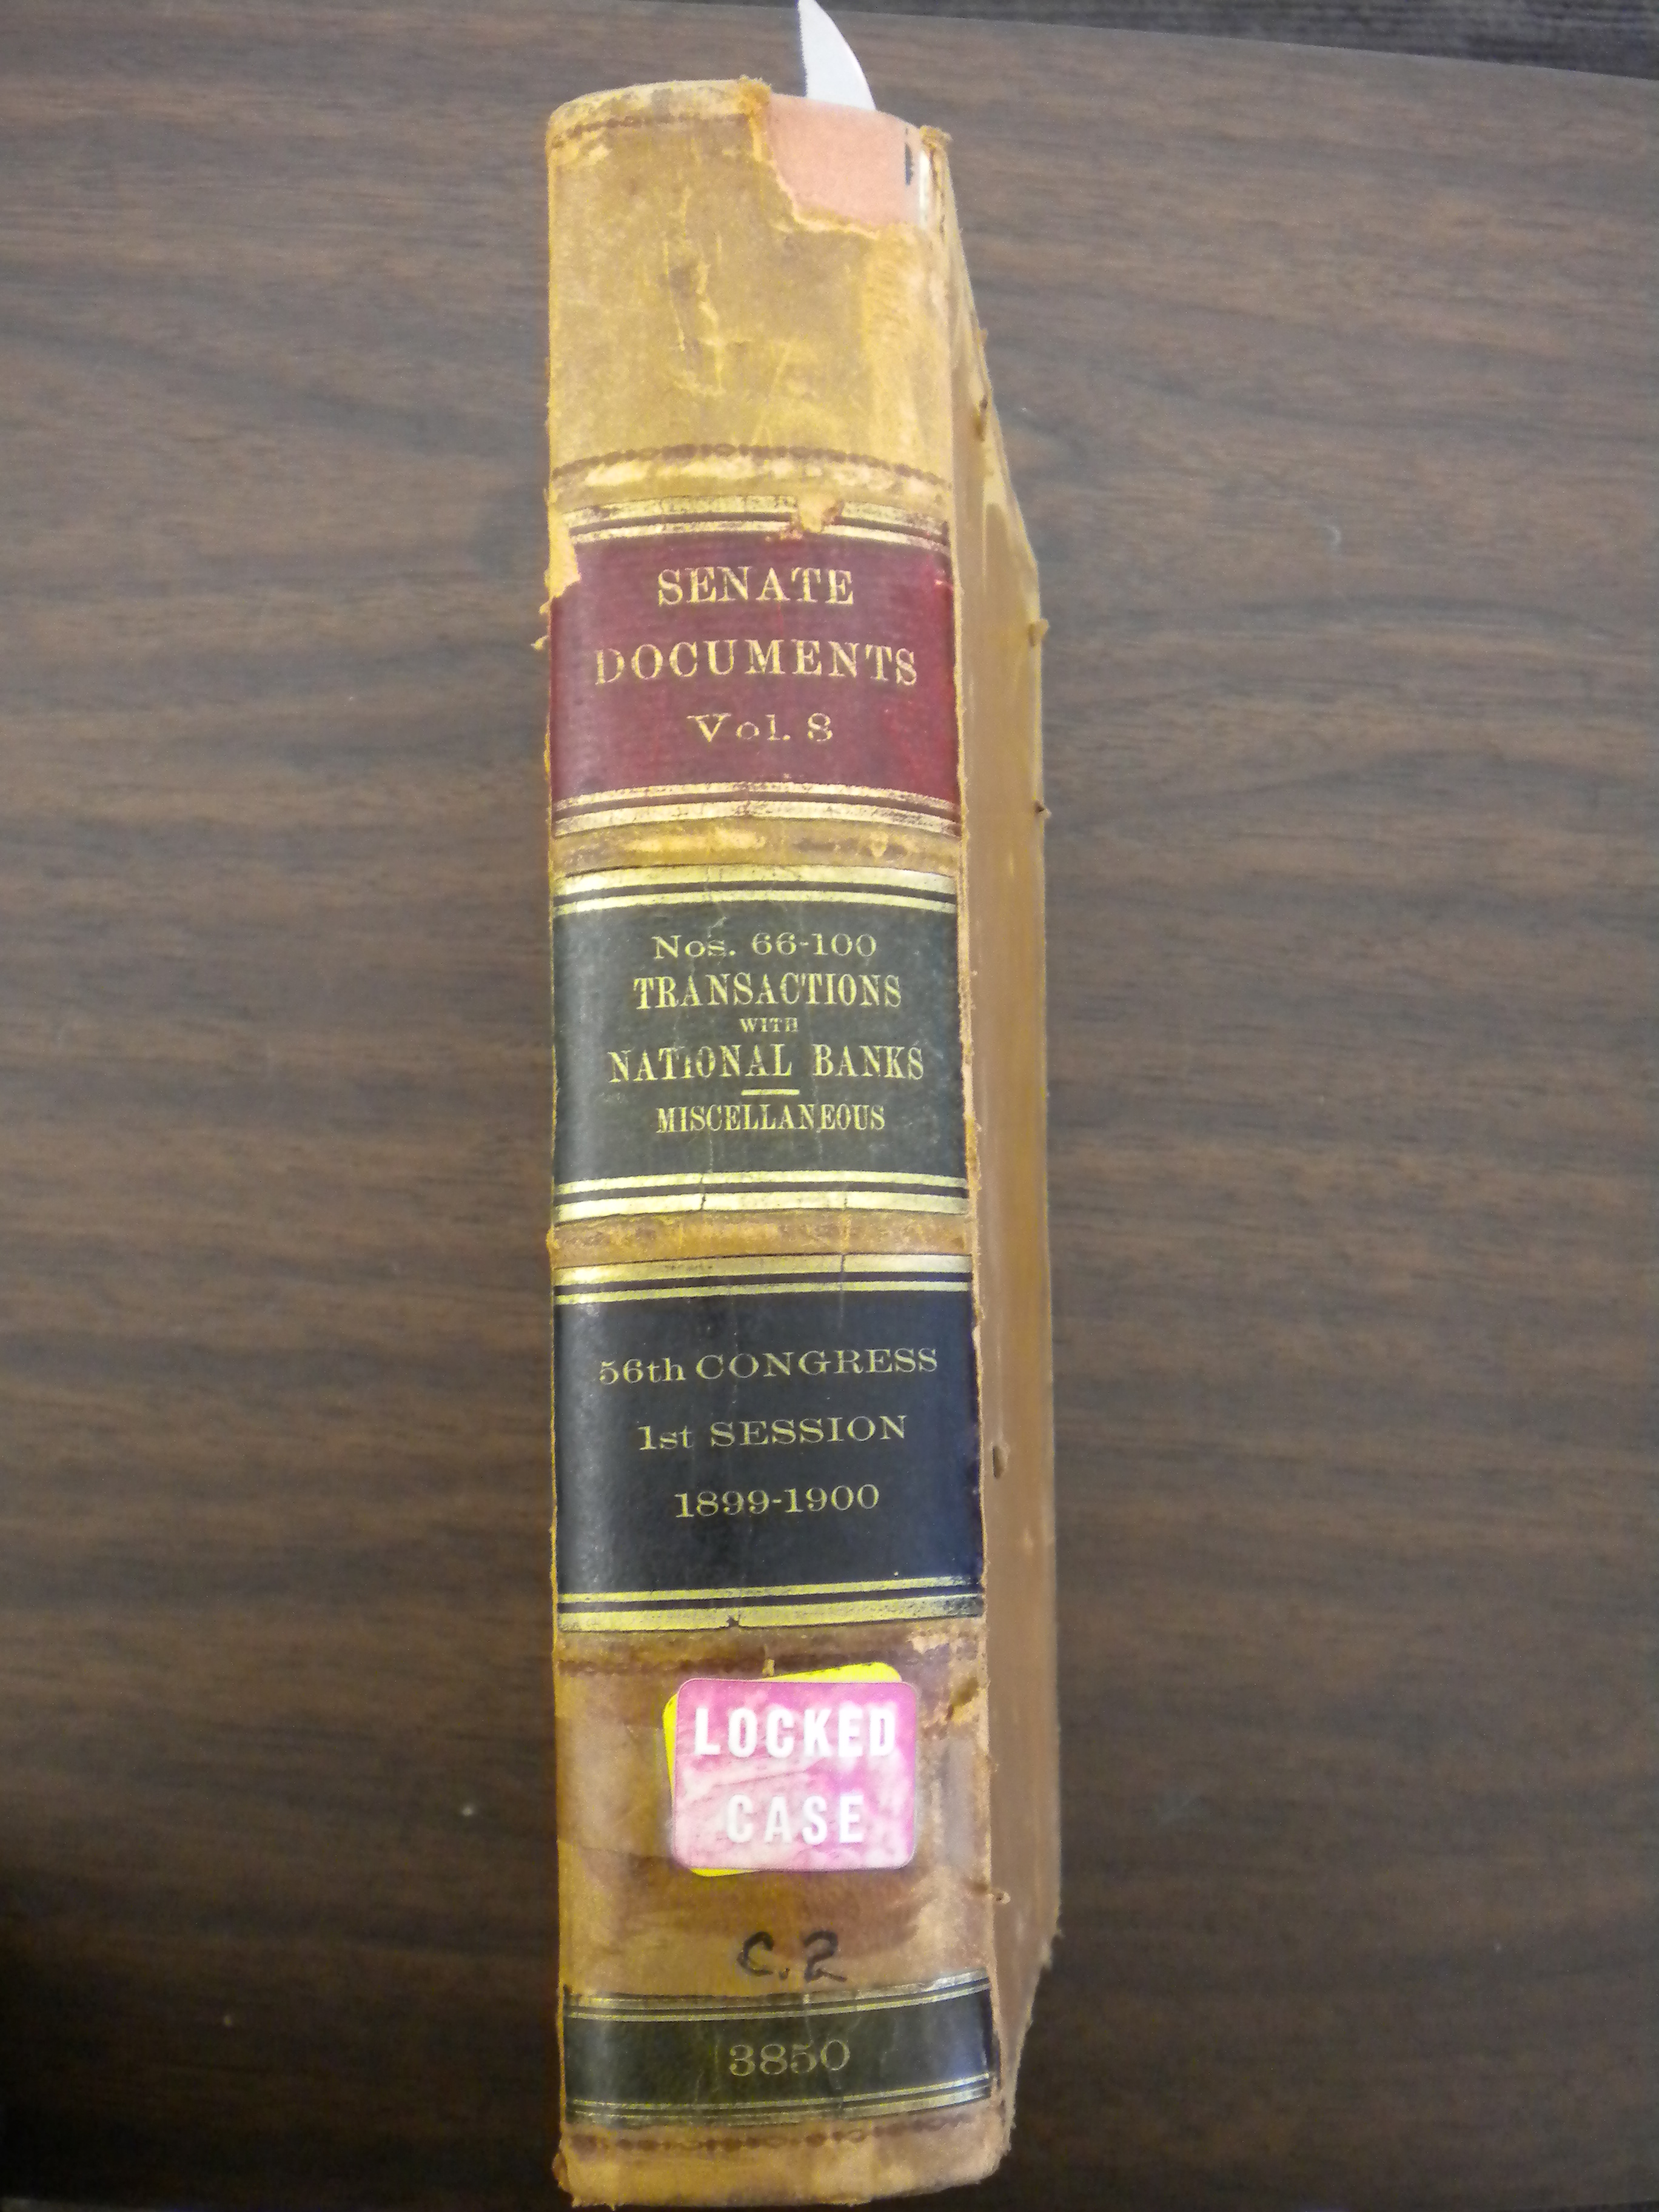 SENATE
DOCUMENTS
Vol. 8
Nos. 66-100
TRANSACTIONS
WITH
NATIONAL BANKS
MISCELLANEOUS
56th CONGRESS
1st SESSION
1899-1900
LOCKED
CASE
C.2
3850